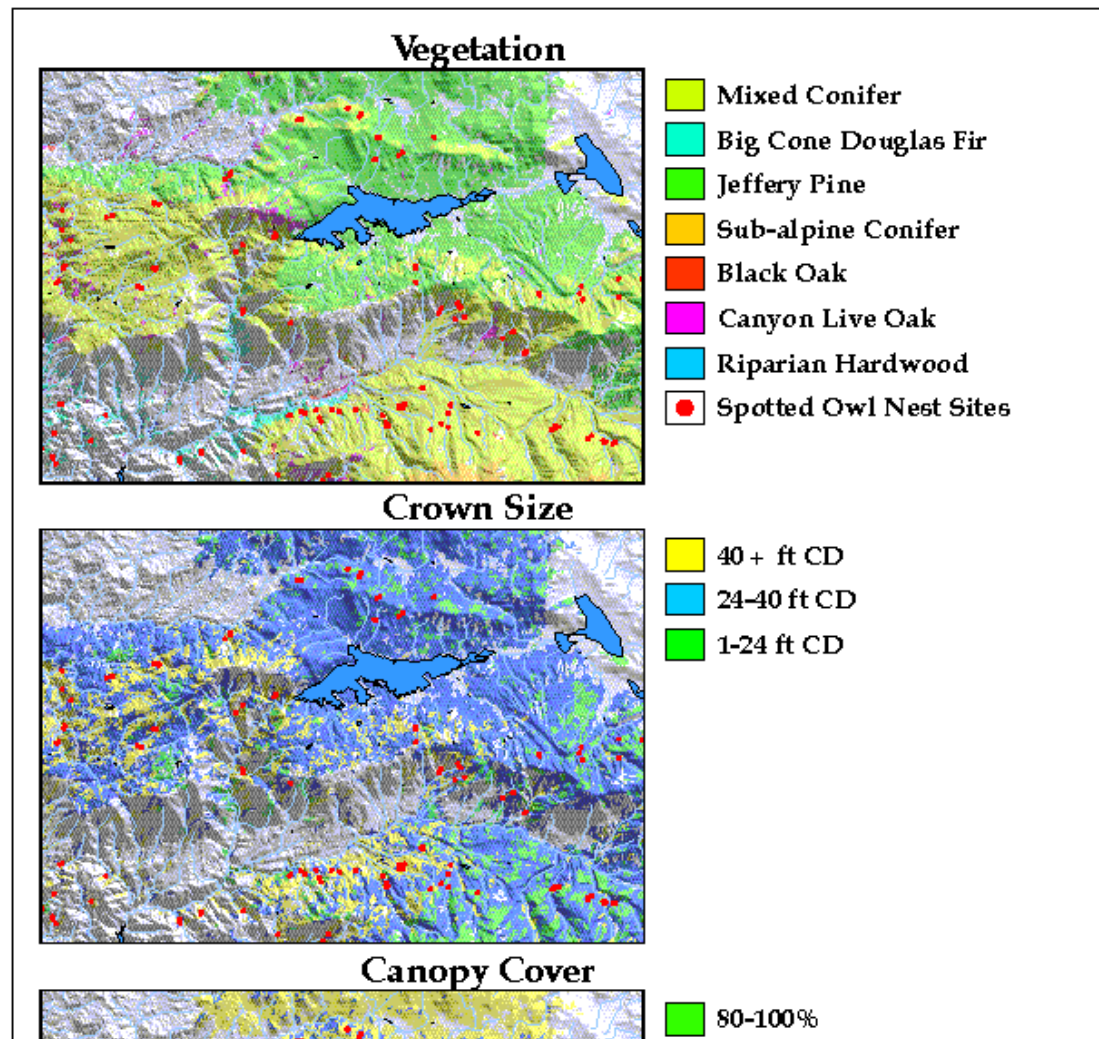 Vegetation
Mixed Conifer
Big Cone Douglas Fir
Jeffery Pine
Sub-alpine Conifer
Black Oak
Canyon Live Oak
Riparian Hardwood
Spotted Owl Nest Sites
Crown Size
40 + ft CD
24-40 ft CD
1-24 ft CD
Canopy Cover
80-100%